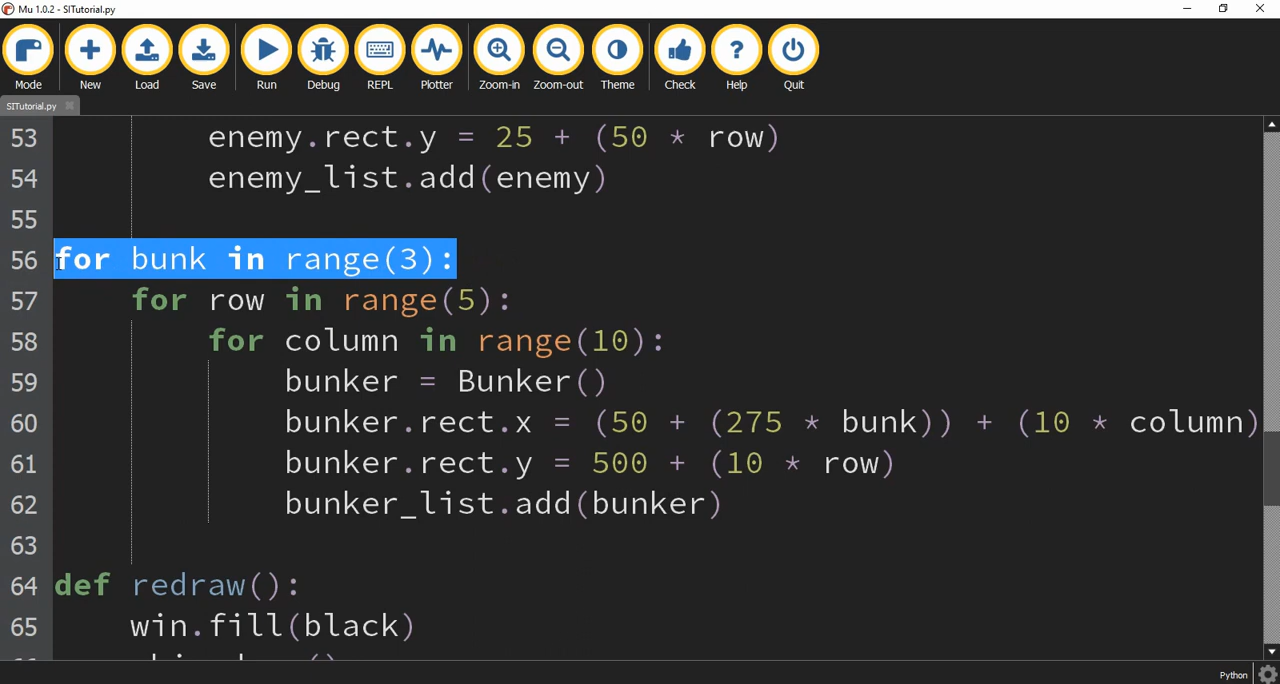 Mu 1.0.2 - SITutorial.py
Mode New Load Save Run Debug REPL Plotter Zoom-in Zoom-out Theme Check Help Quit
SITutorial.py
53 enemy.rect.y = 25 + (50 * row)
54 enemy_list.add(enemy)
55
56 for bunk in range(3):
57 for row in range(5):
58 for column in range(10):
59 bunker = Bunker()
60 bunker.rect.x = (50 + (275 * bunk)) + (10 * column)
61 bunker.rect.y = 500 + (10 * row)
62 bunker_list.add(bunker)
63
64 def redraw():
65 win.fill(black)
Python